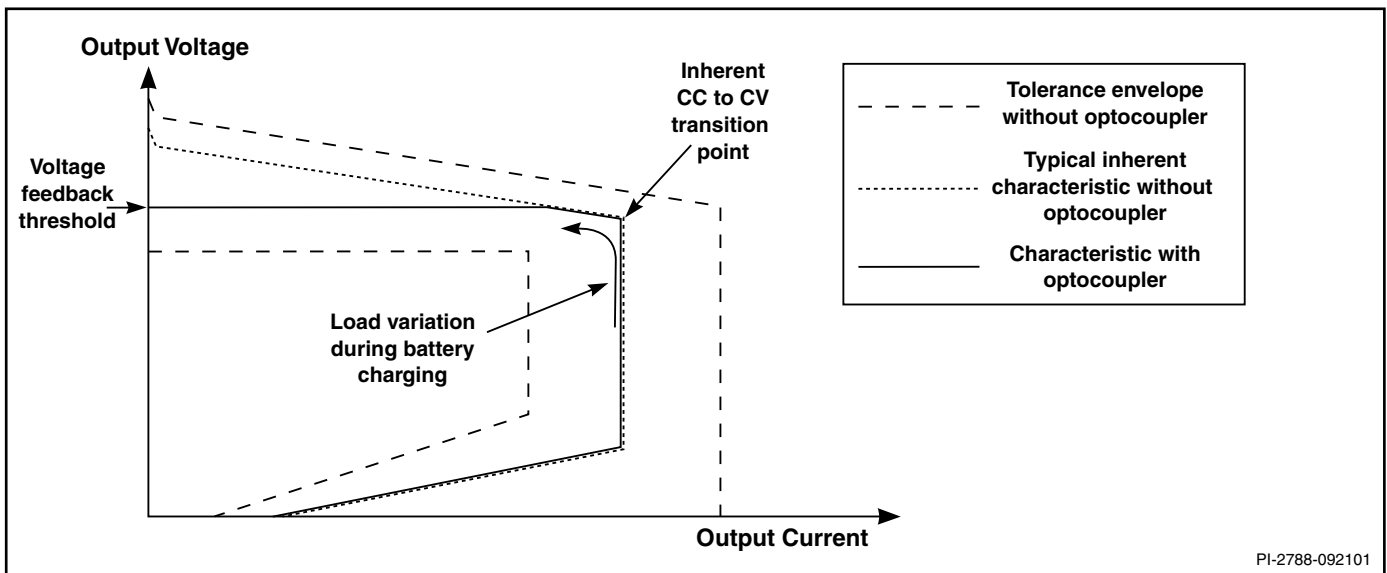 Output Voltage
Inherent
CC to CV
transition
point
Voltage
feedback
threshold
Load variation
during battery
charging
Output Current
Tolerance envelope
without optocoupler
Typical inherent
characteristic without
optocoupler
Characteristic with
optocoupler
PI-2788-092101